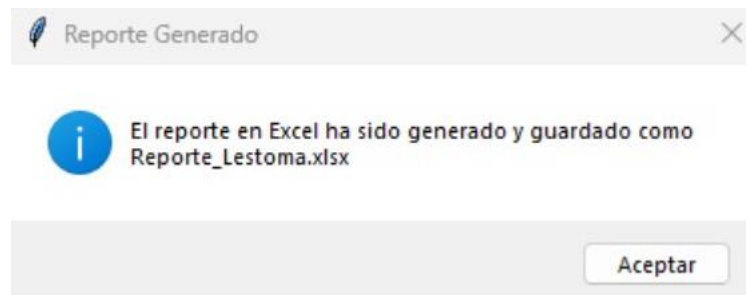 Reporte Generado
El reporte en Excel ha sido generado y guardado como
Reporte_Lestoma.xlsx
Aceptar